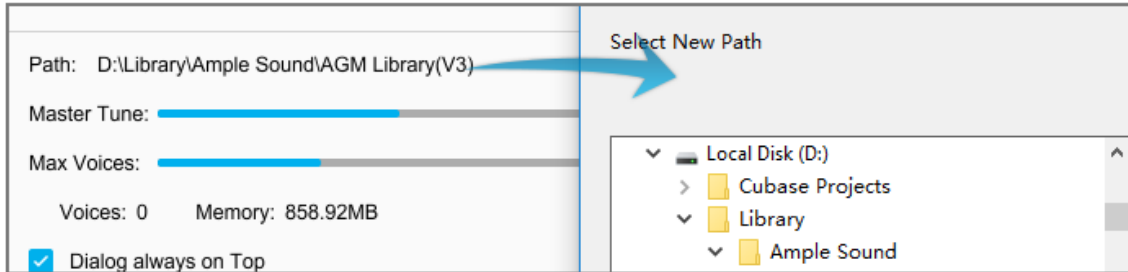 Path: D:\Library\Ample Sound\AGM Library(V3)
Master Tune:
Max Voices:
Voices: 0 Memory: 858.92MB
Dialog always on Top
Select New Path
Local Disk (D:)
Cubase Projects
Library
Ample Sound